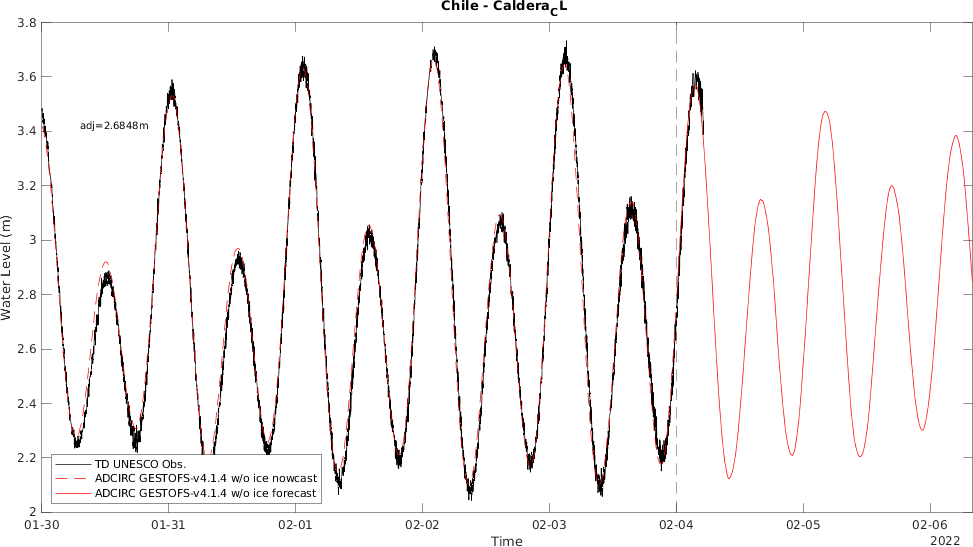 Chile - Caldera_CL
3.8
3.6
3.4
3.2
3
2.8
2.6
2.4
2.2
2
Water Level (m)
adj=2.6848m
TD UNESCO Obs.
ADCIRC GESTOFS-v4.1.4 w/o ice nowcast
ADCIRC GESTOFS-v4.1.4 w/o ice forecast
01-30 01-31 02-01 02-02 02-03 02-04 02-05 02-06
Time
2022